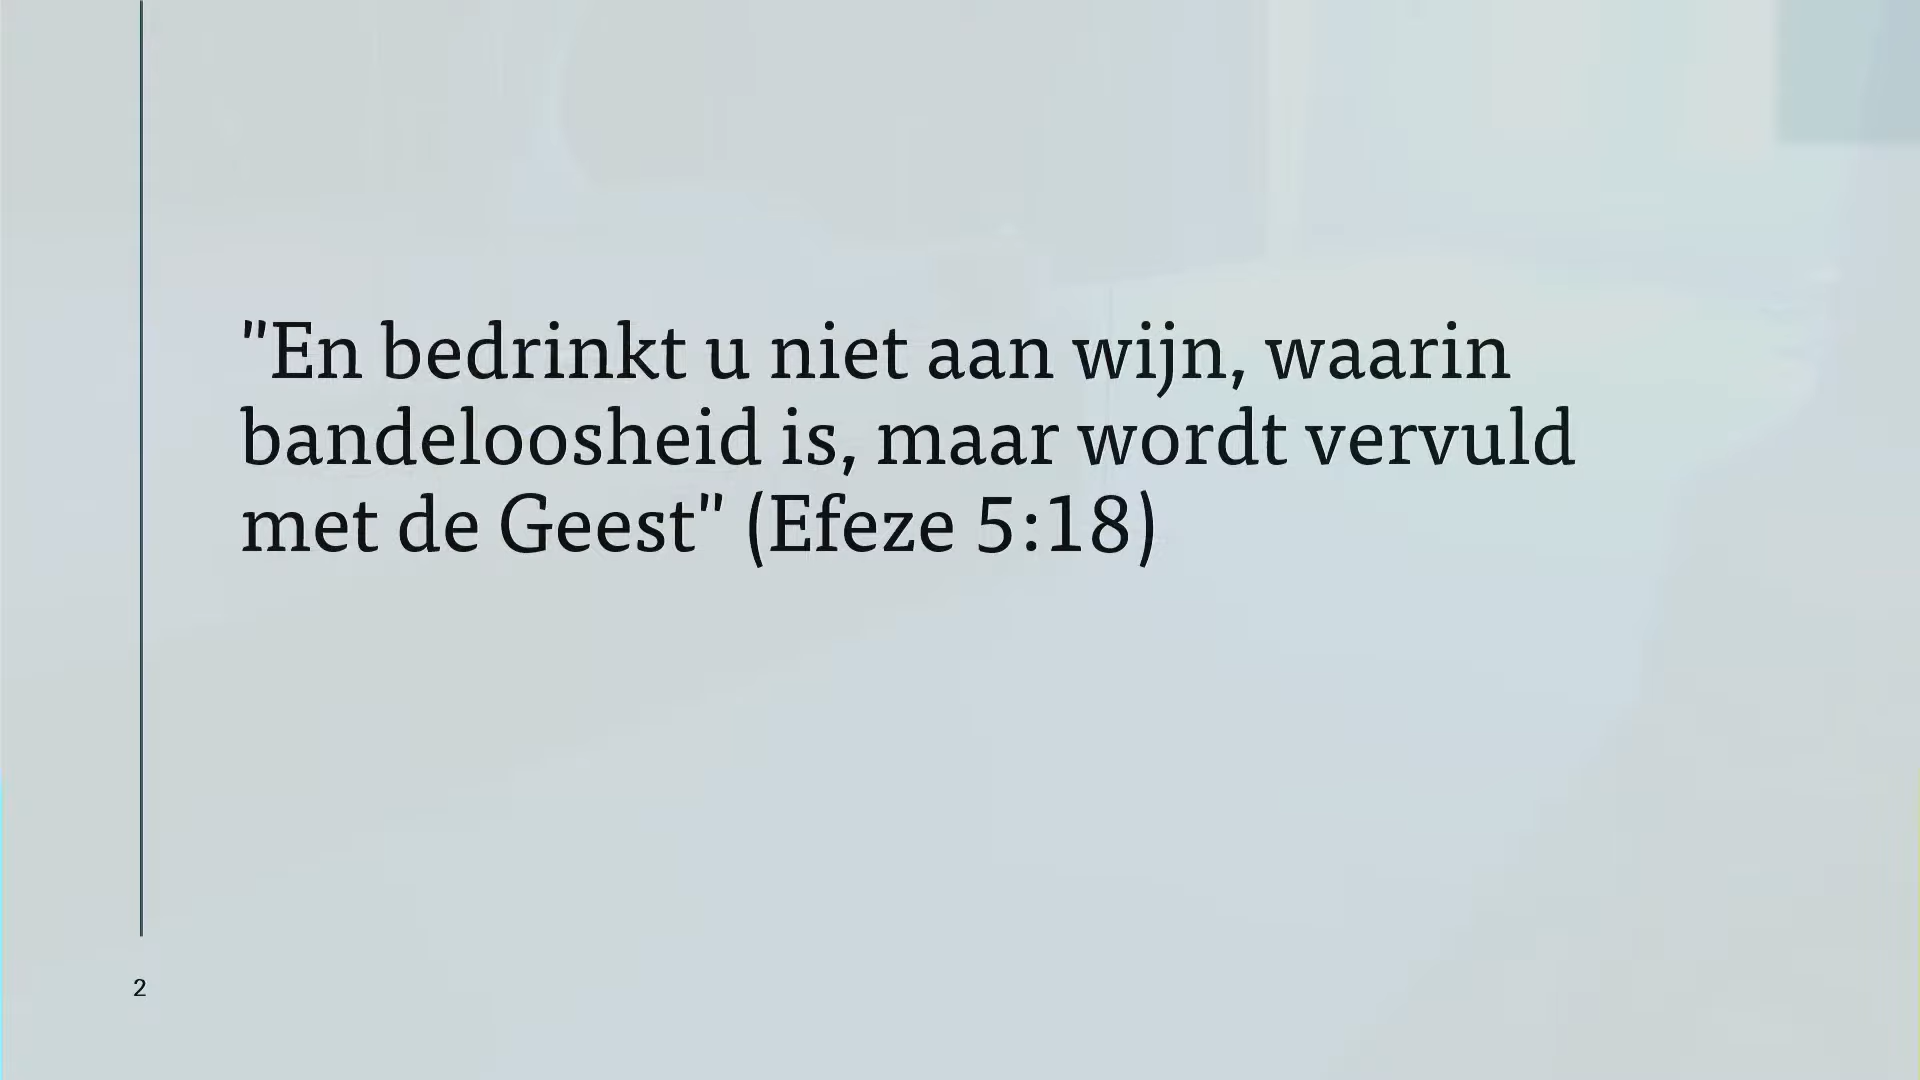 "En bedrinkt u niet aan wijn, waarin
bandeloosheid is, maar wordt vervuld
met de Geest" (Efeze 5:18)
2